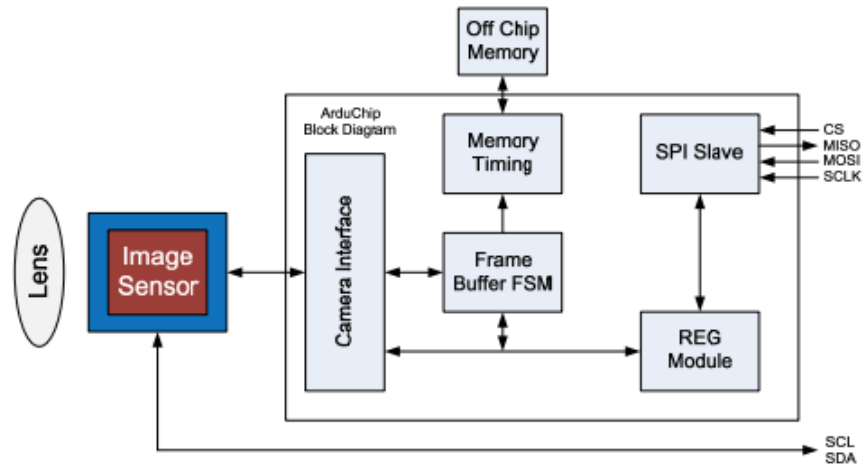 Off Chip
Memory
ArduChip
Block Diagram
Memory
Timing
SPI Slave
CS
MISO
MOSI
SCLK
Lens
Image
Sensor
Camera Interface
Frame
Buffer FSM
REG
Module
SCL
SDA